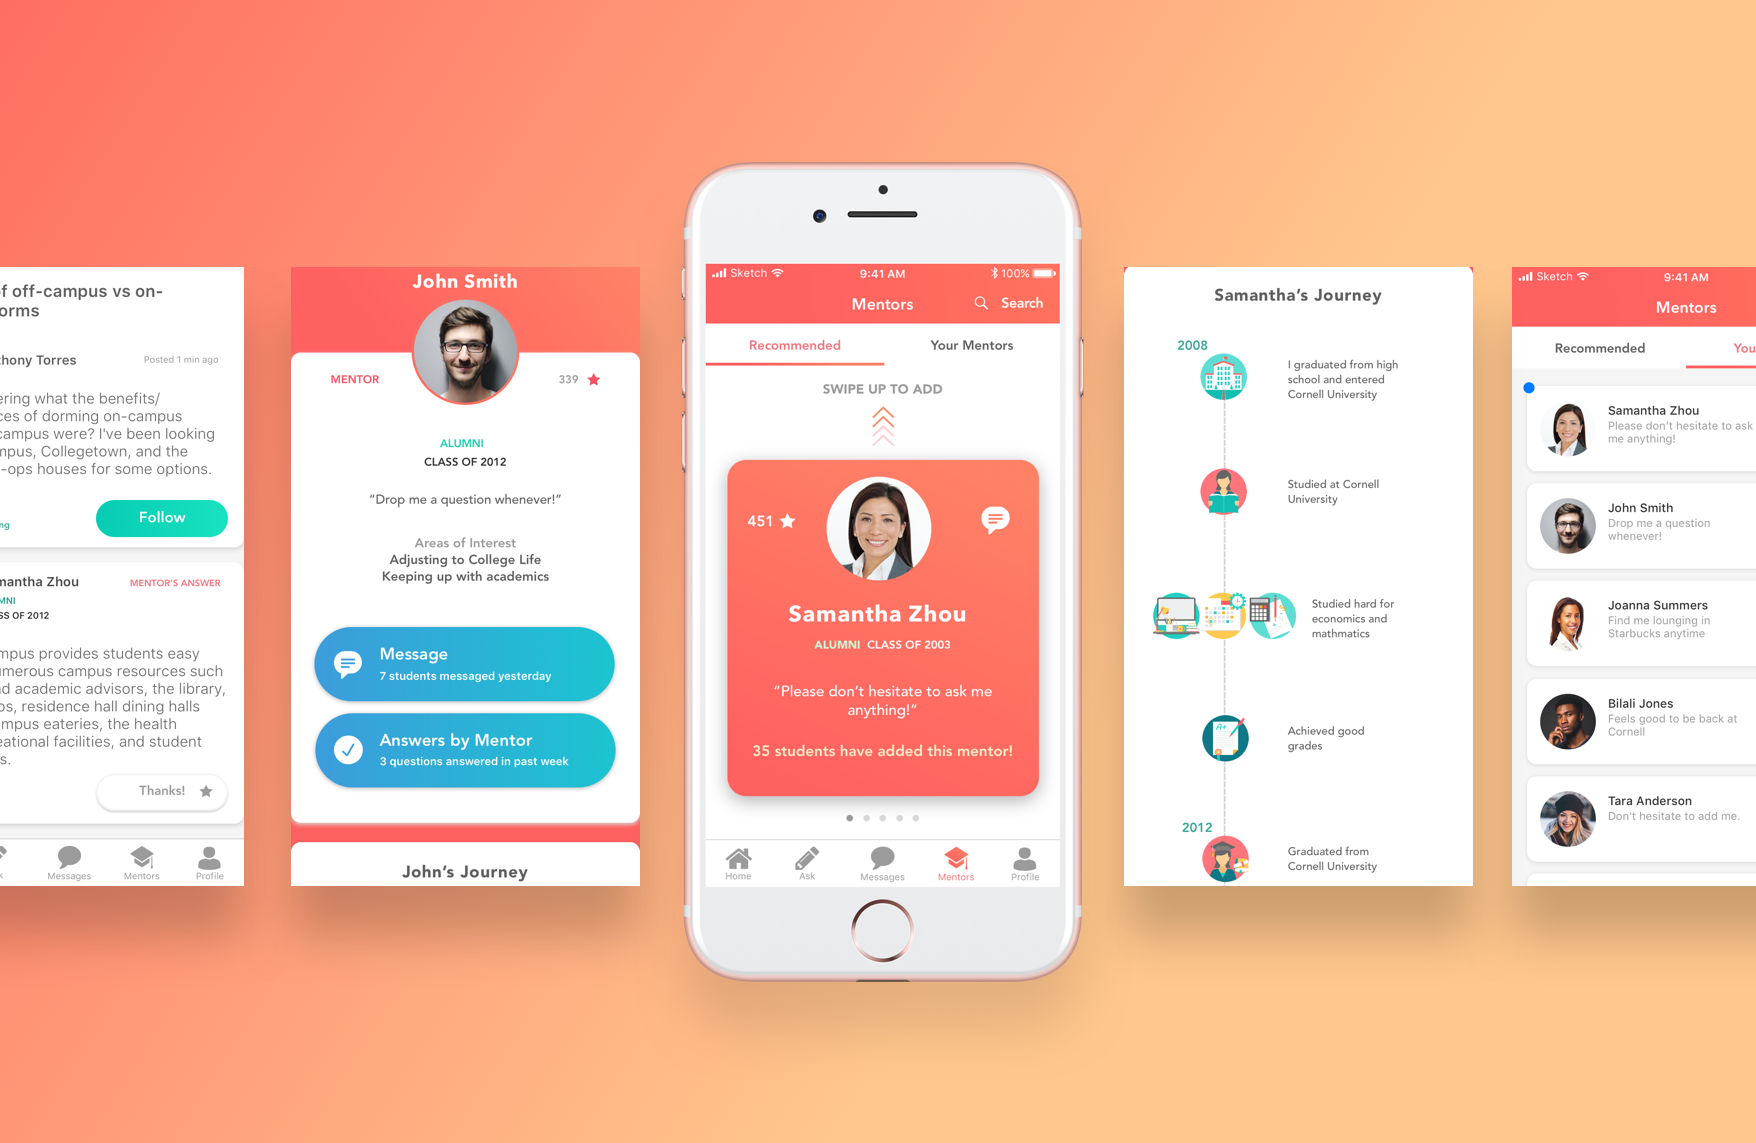 f off-campus vs on-
orms
thony Torres
Posted 1 min ago
ering what the benefits/
ces of dorming on-campus
campus were? I've been looking
mpus, Collegetown, and the
-ops houses for some options.
ng
Follow
mantha Zhou
MENTOR'S ANSWER
MNI
SS OF 2012
mpus provides students easy
umerous campus resources such
d academic advisors, the library,
os, residence hall dining halls
ampus eateries, the health
eational facilities, and student
s.
Thanks!
k
Messages
Mentors
Profile
John Smith
MENTOR
339
ALUMNI
CLASS OF 2012
“Drop me a question whenever!”
Areas of Interest
Adjusting to College Life
Keeping up with academics
Message
7 students messaged yesterday
Answers by Mentor
3 questions answered in past week
John’s Journey
Sketch
9:41 AM
100%
Mentors
Search
Recommended
Your Mentors
SWIPE UP TO ADD
451
Samantha Zhou
ALUMNI CLASS OF 2003
“Please don’t hesitate to ask me
anything!”
35 students have added this mentor!
Home
Ask
Messages
Mentors
Profile
Samantha’s Journey
2008
I graduated from high
school and entered
Cornell University
Studied at Cornell
University
Studied hard for
economics and
mathmatics
A+
Achieved good
grades
2012
Graduated from
Cornell University
Sketch
9:41 AM
Mentors
Recommended
You
Samantha Zhou
Please don't hesitate to ask
me anything!
John Smith
Drop me a question
whenever!
Joanna Summers
Find me lounging in
Starbucks anytime
Bilali Jones
Feels good to be back at
Cornell
Tara Anderson
Don't hesitate to add me.